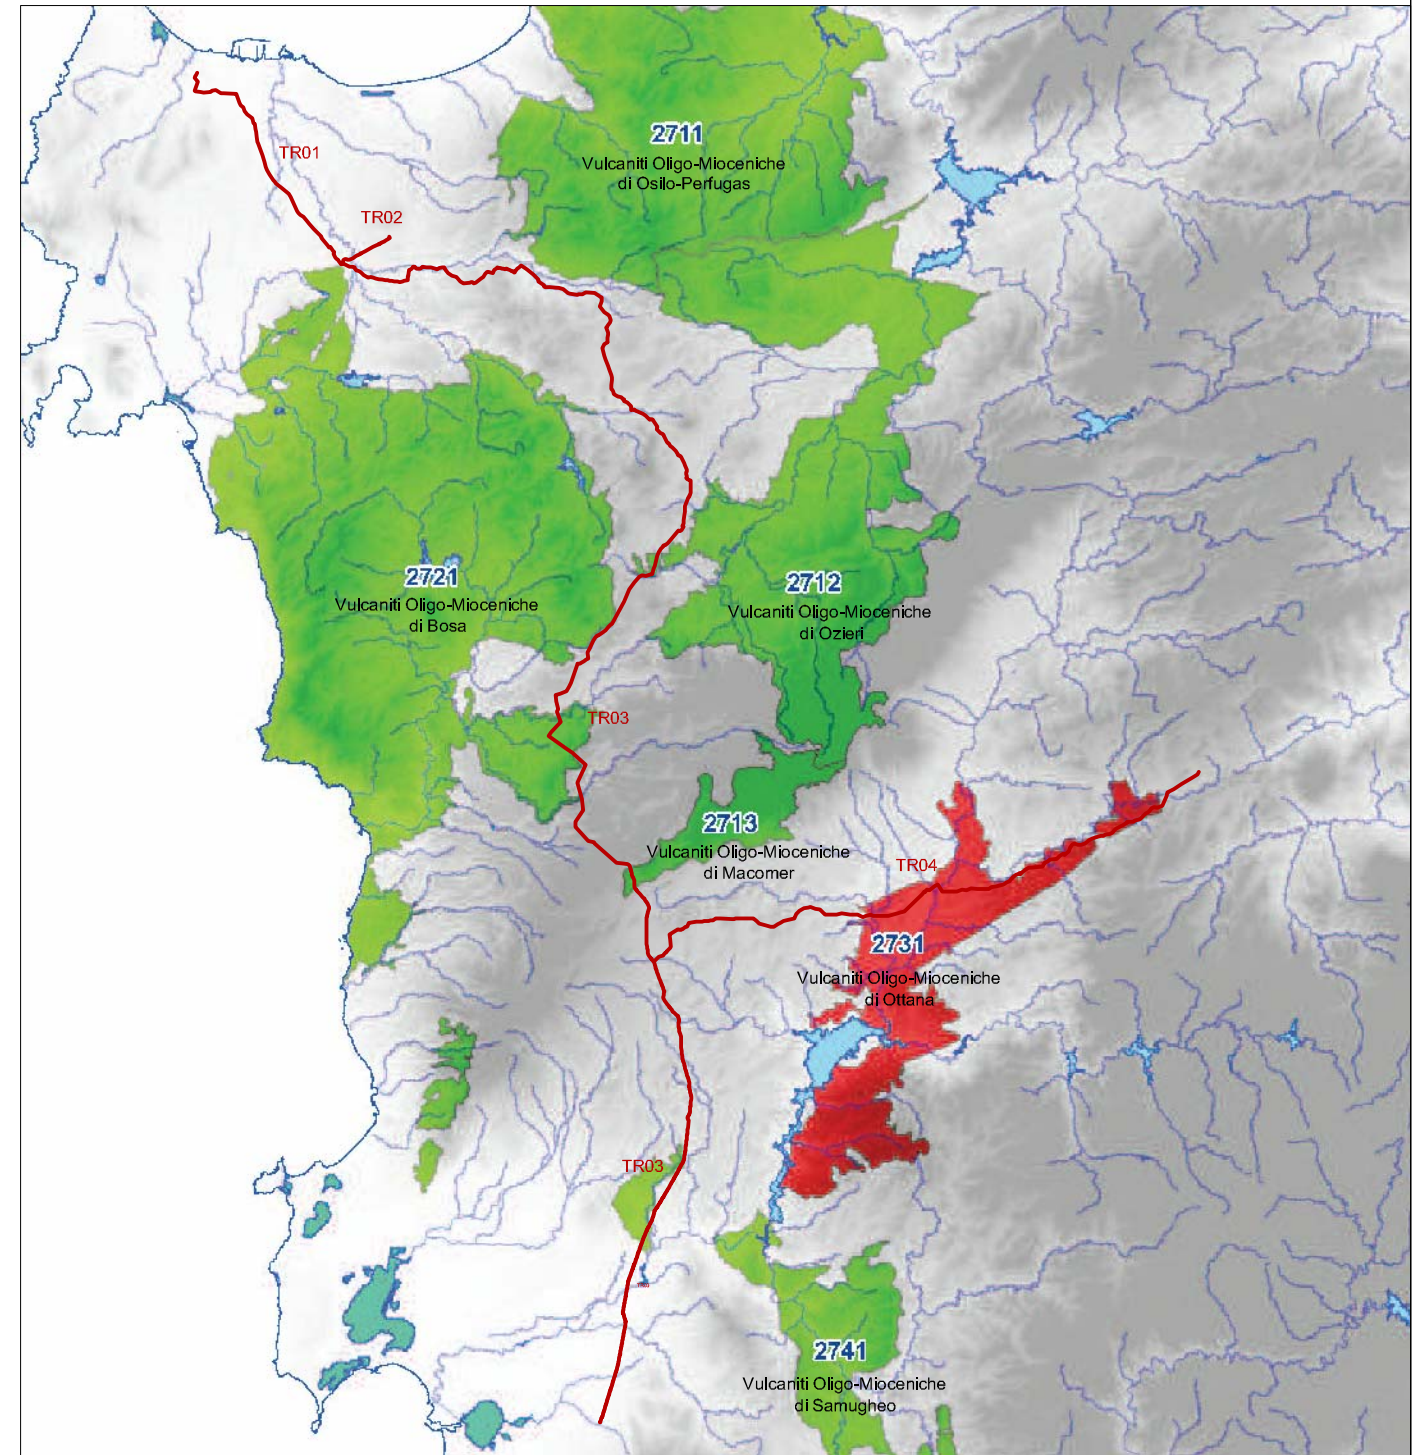 2711
Vulcaniti Oligo-Mioceniche
di Osilo-Perfugas
TR01
TR02
2721
Vulcaniti Oligo-Mioceniche
di Bosa
2712
Vulcaniti Oligo-Mioceniche
di Ozieri
TR03
2713
Vulcaniti Oligo-Mioceniche
di Macomer
TR04
2731
Vulcaniti Oligo-Mioceniche
di Ottana
TR03
2741
Vulcaniti Oligo-Mioceniche
di Samugheo